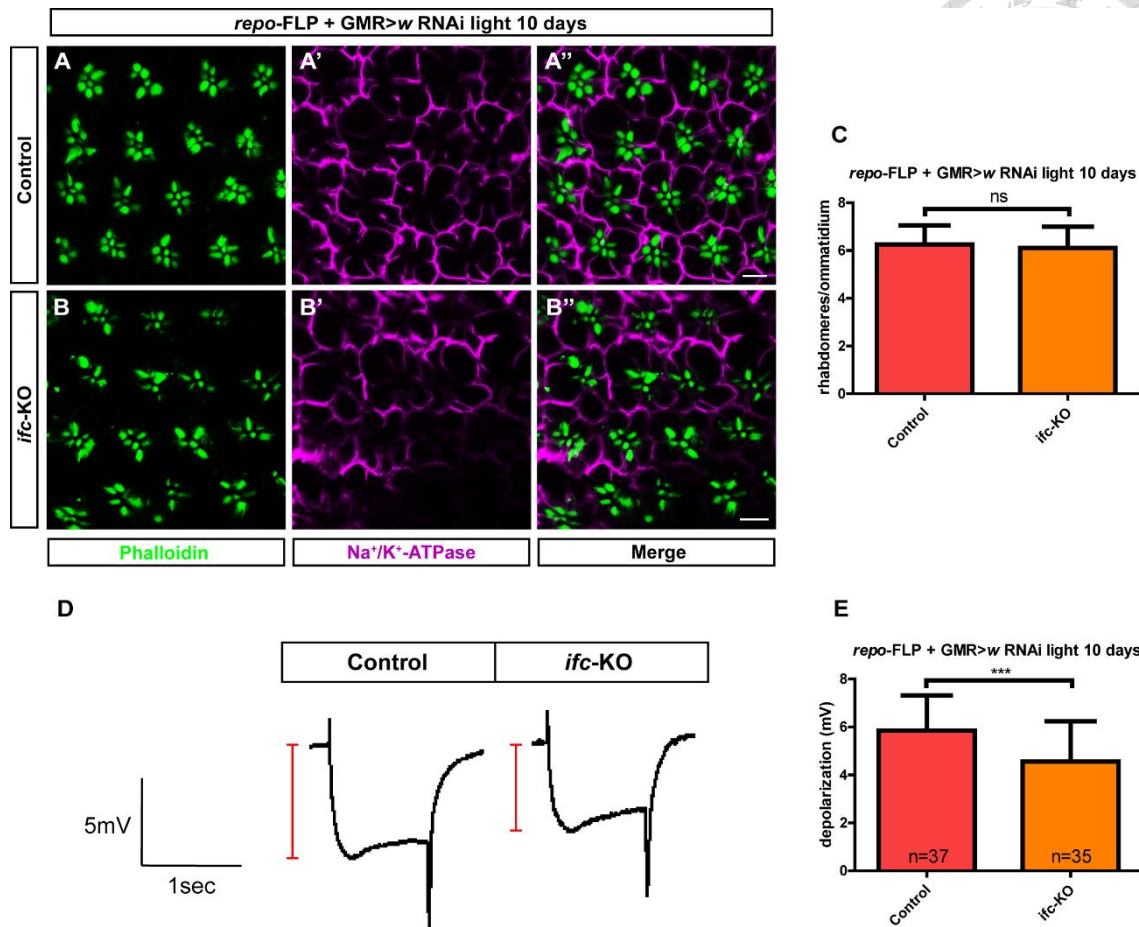 repo-FLP + GMR>w RNAi light 10 days
Control
A
A'
A''
ifc-KO
B
B'
B''
Phalloidin
Na⁺/K⁺-ATPase
Merge
C
repo-FLP + GMR>w RNAi light 10 days
ns
rhabdomeres/ommatidium
8
6
4
2
0
Control
ifc-KO
D
Control
ifc-KO
5mV
1sec
E
repo-FLP + GMR>w RNAi light 10 days
***
depolarization (mV)
8
6
4
2
0
n=37
n=35
Control
ifc-KO